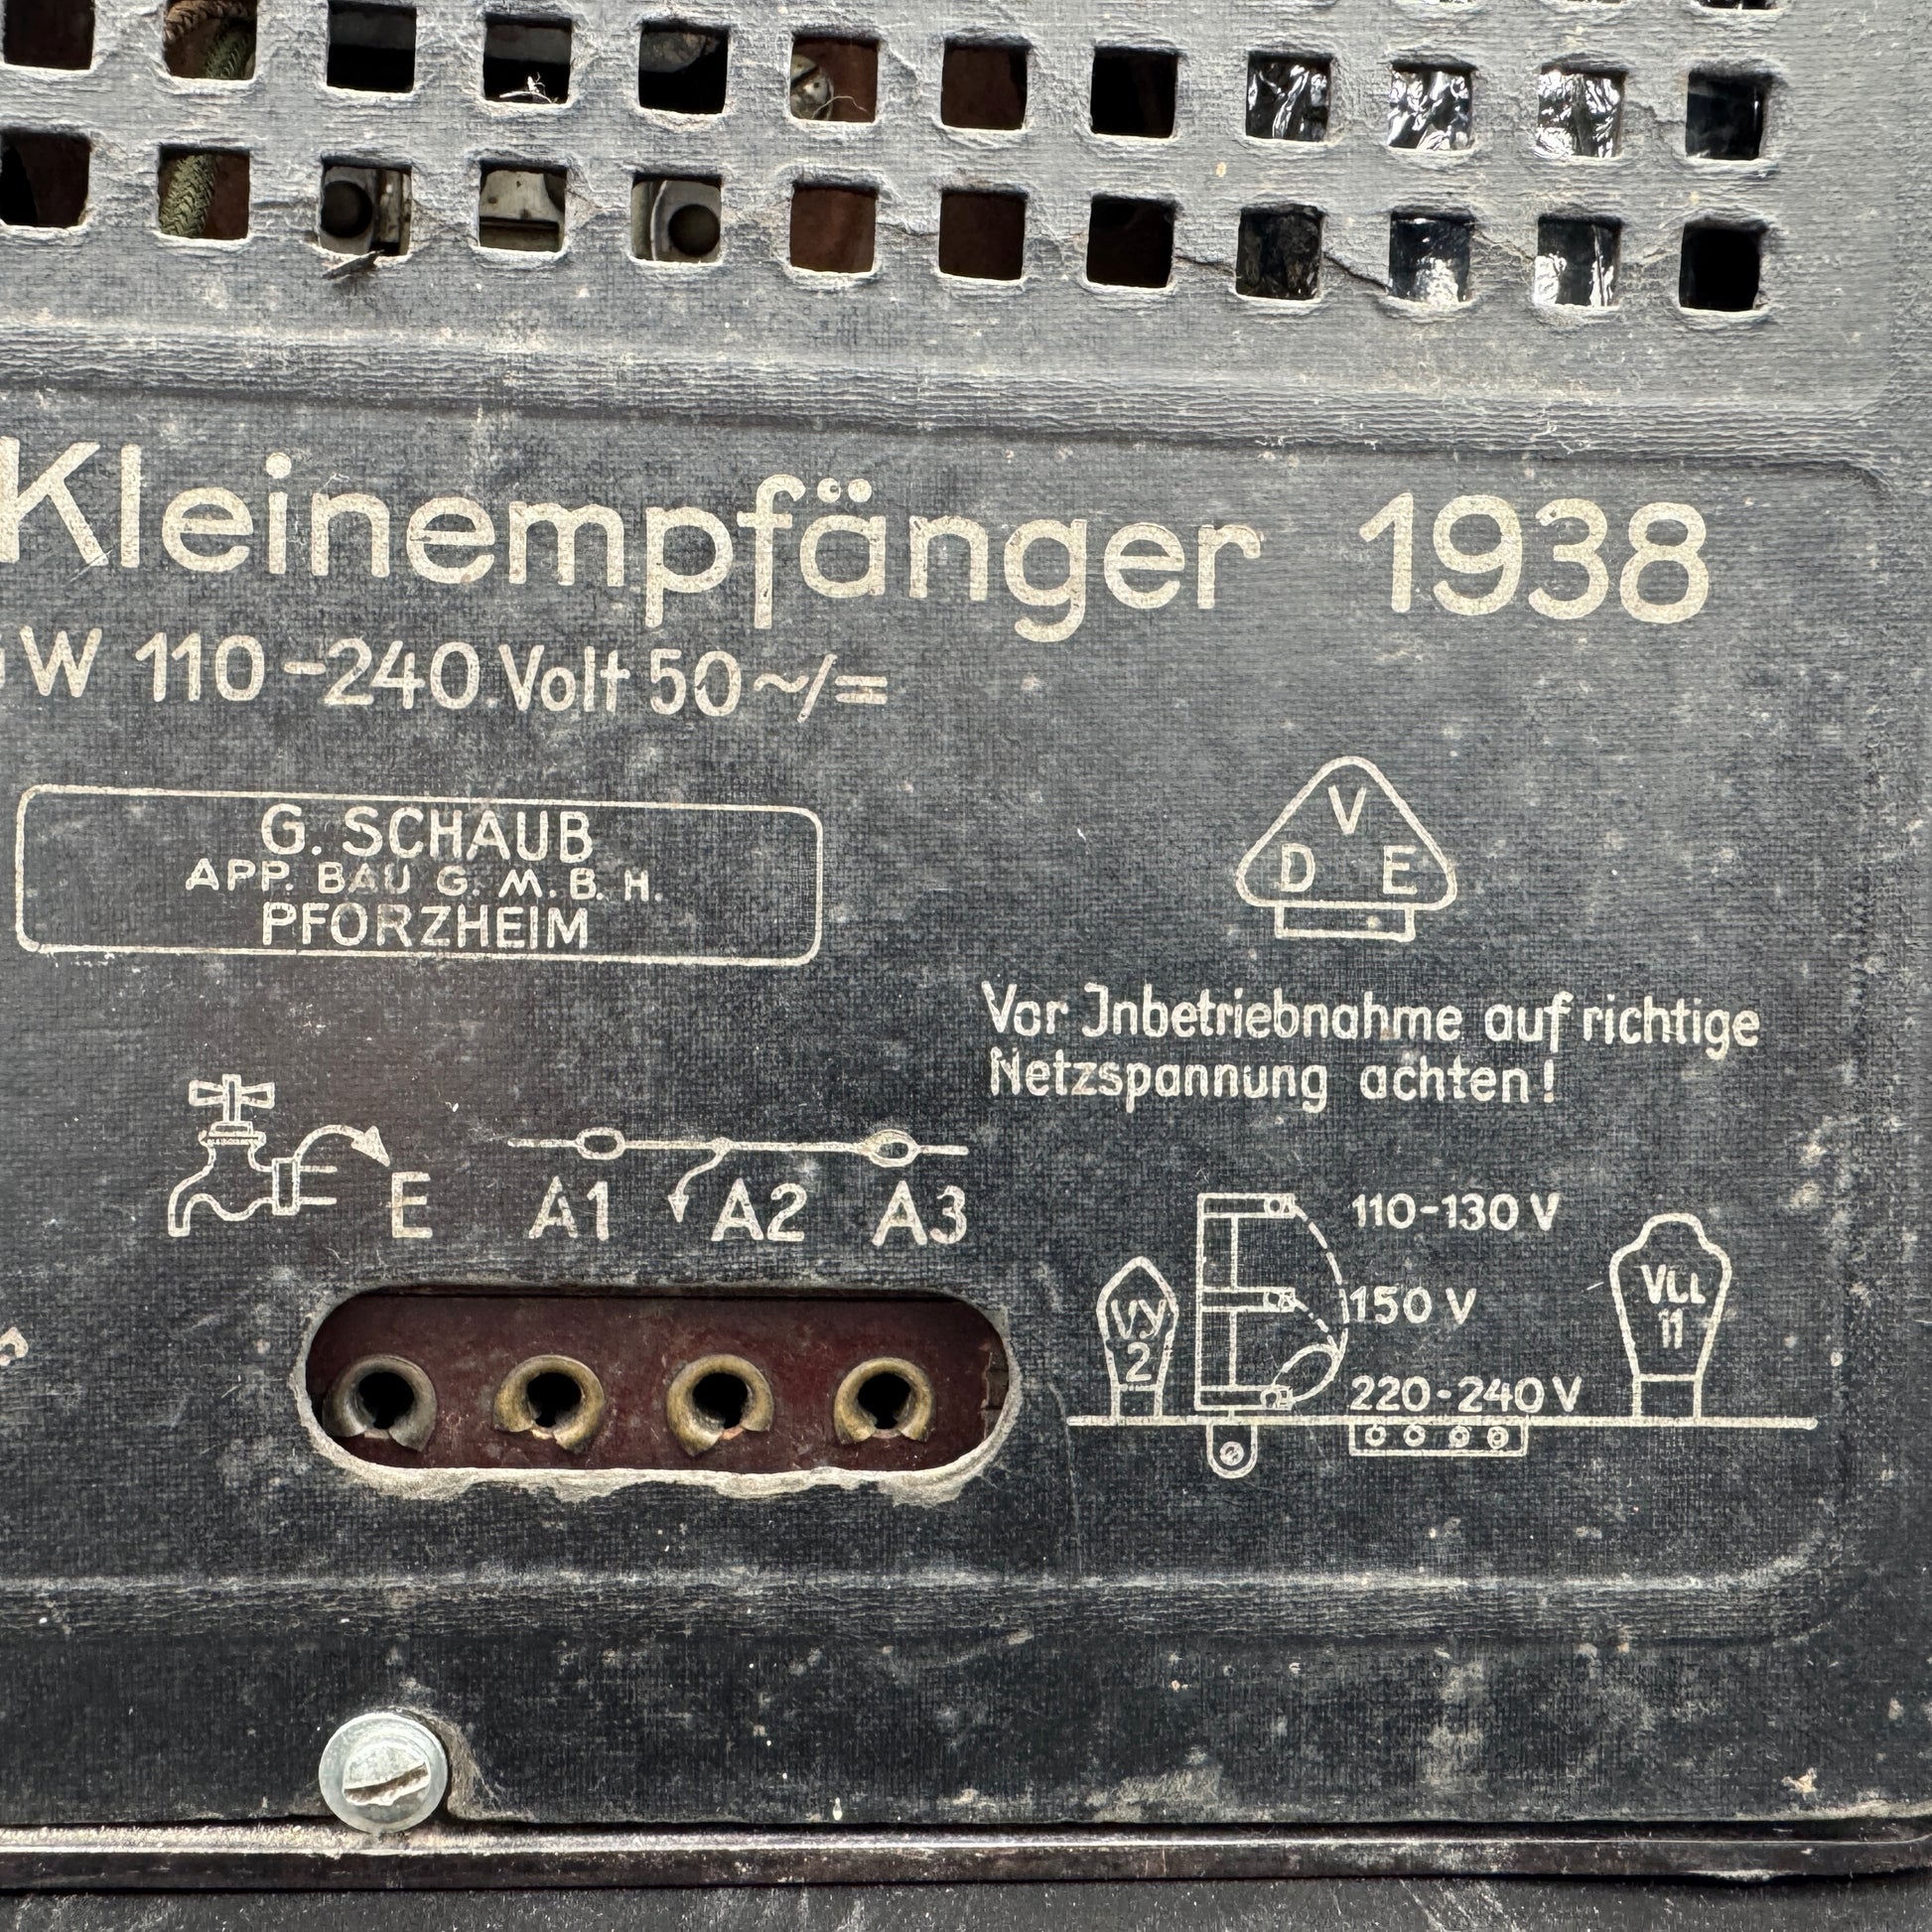 Kleinempfänger 1938
W 110-240 Volt 50~/=
G. SCHAUB
APP. BAU G. M. B. H.
PFORZHEIM
V
D E
Vor Jnbetriebnahme auf richtige
Netzspannung achten!
E A1 A2 A3
110-130 V
150 V
220-240 V
VY
2
VCL
11